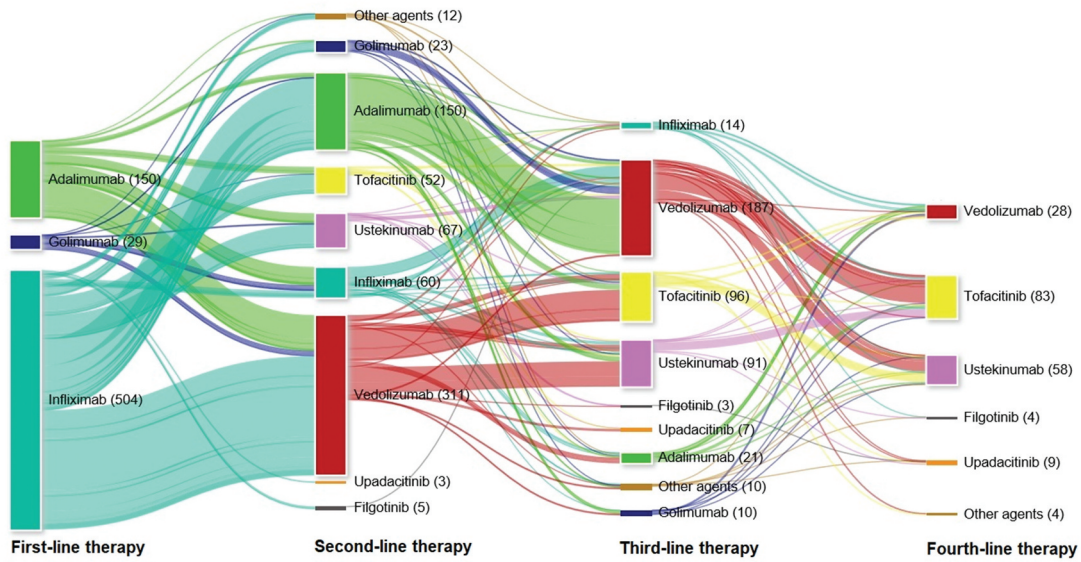 Adalimumab (150)
Golimumab (29)
Infliximab (504)
First-line therapy
Other agents (12)
Golimumab (23)
Adalimumab (150)
Tofacitinib (52)
Ustekinumab (67)
Infliximab (60)
Vedolizumab (311)
Upadacitinib (3)
Filgotinib (5)
Second-line therapy
Infliximab (14)
Vedolizumab (187)
Tofacitinib (96)
Ustekinumab (91)
Filgotinib (3)
Upadacitinib (7)
Adalimumab (21)
Other agents (10)
Golimumab (10)
Third-line therapy
Vedolizumab (28)
Tofacitinib (83)
Ustekinumab (58)
Filgotinib (4)
Upadacitinib (9)
Other agents (4)
Fourth-line therapy